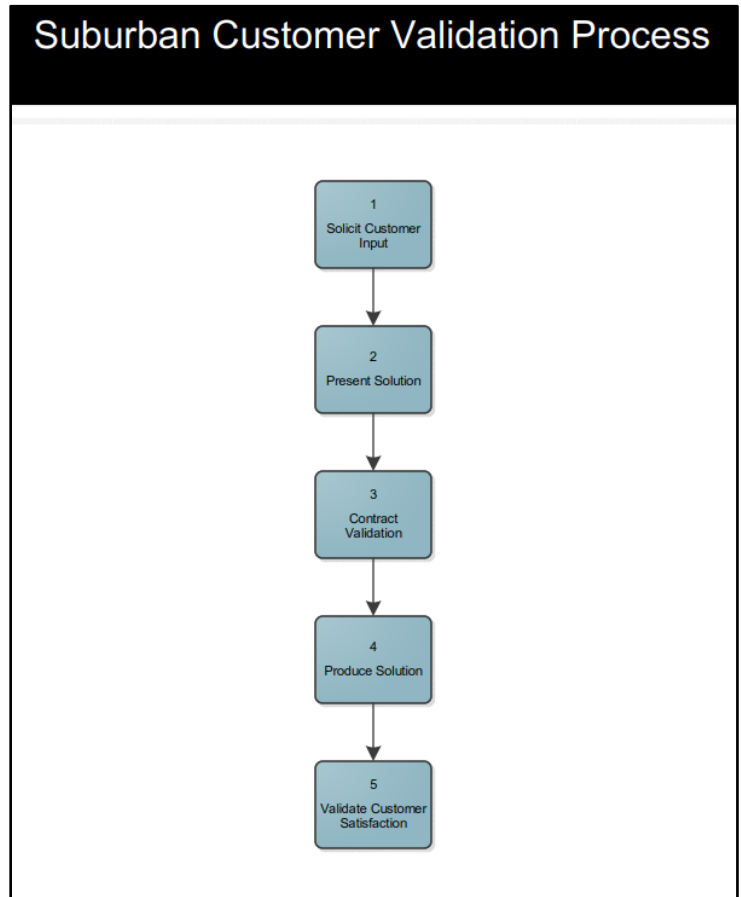 Suburban Customer Validation Process
1
Solicit Customer
Input
2
Present Solution
3
Contract
Validation
4
Produce Solution
5
Validate Customer
Satisfaction